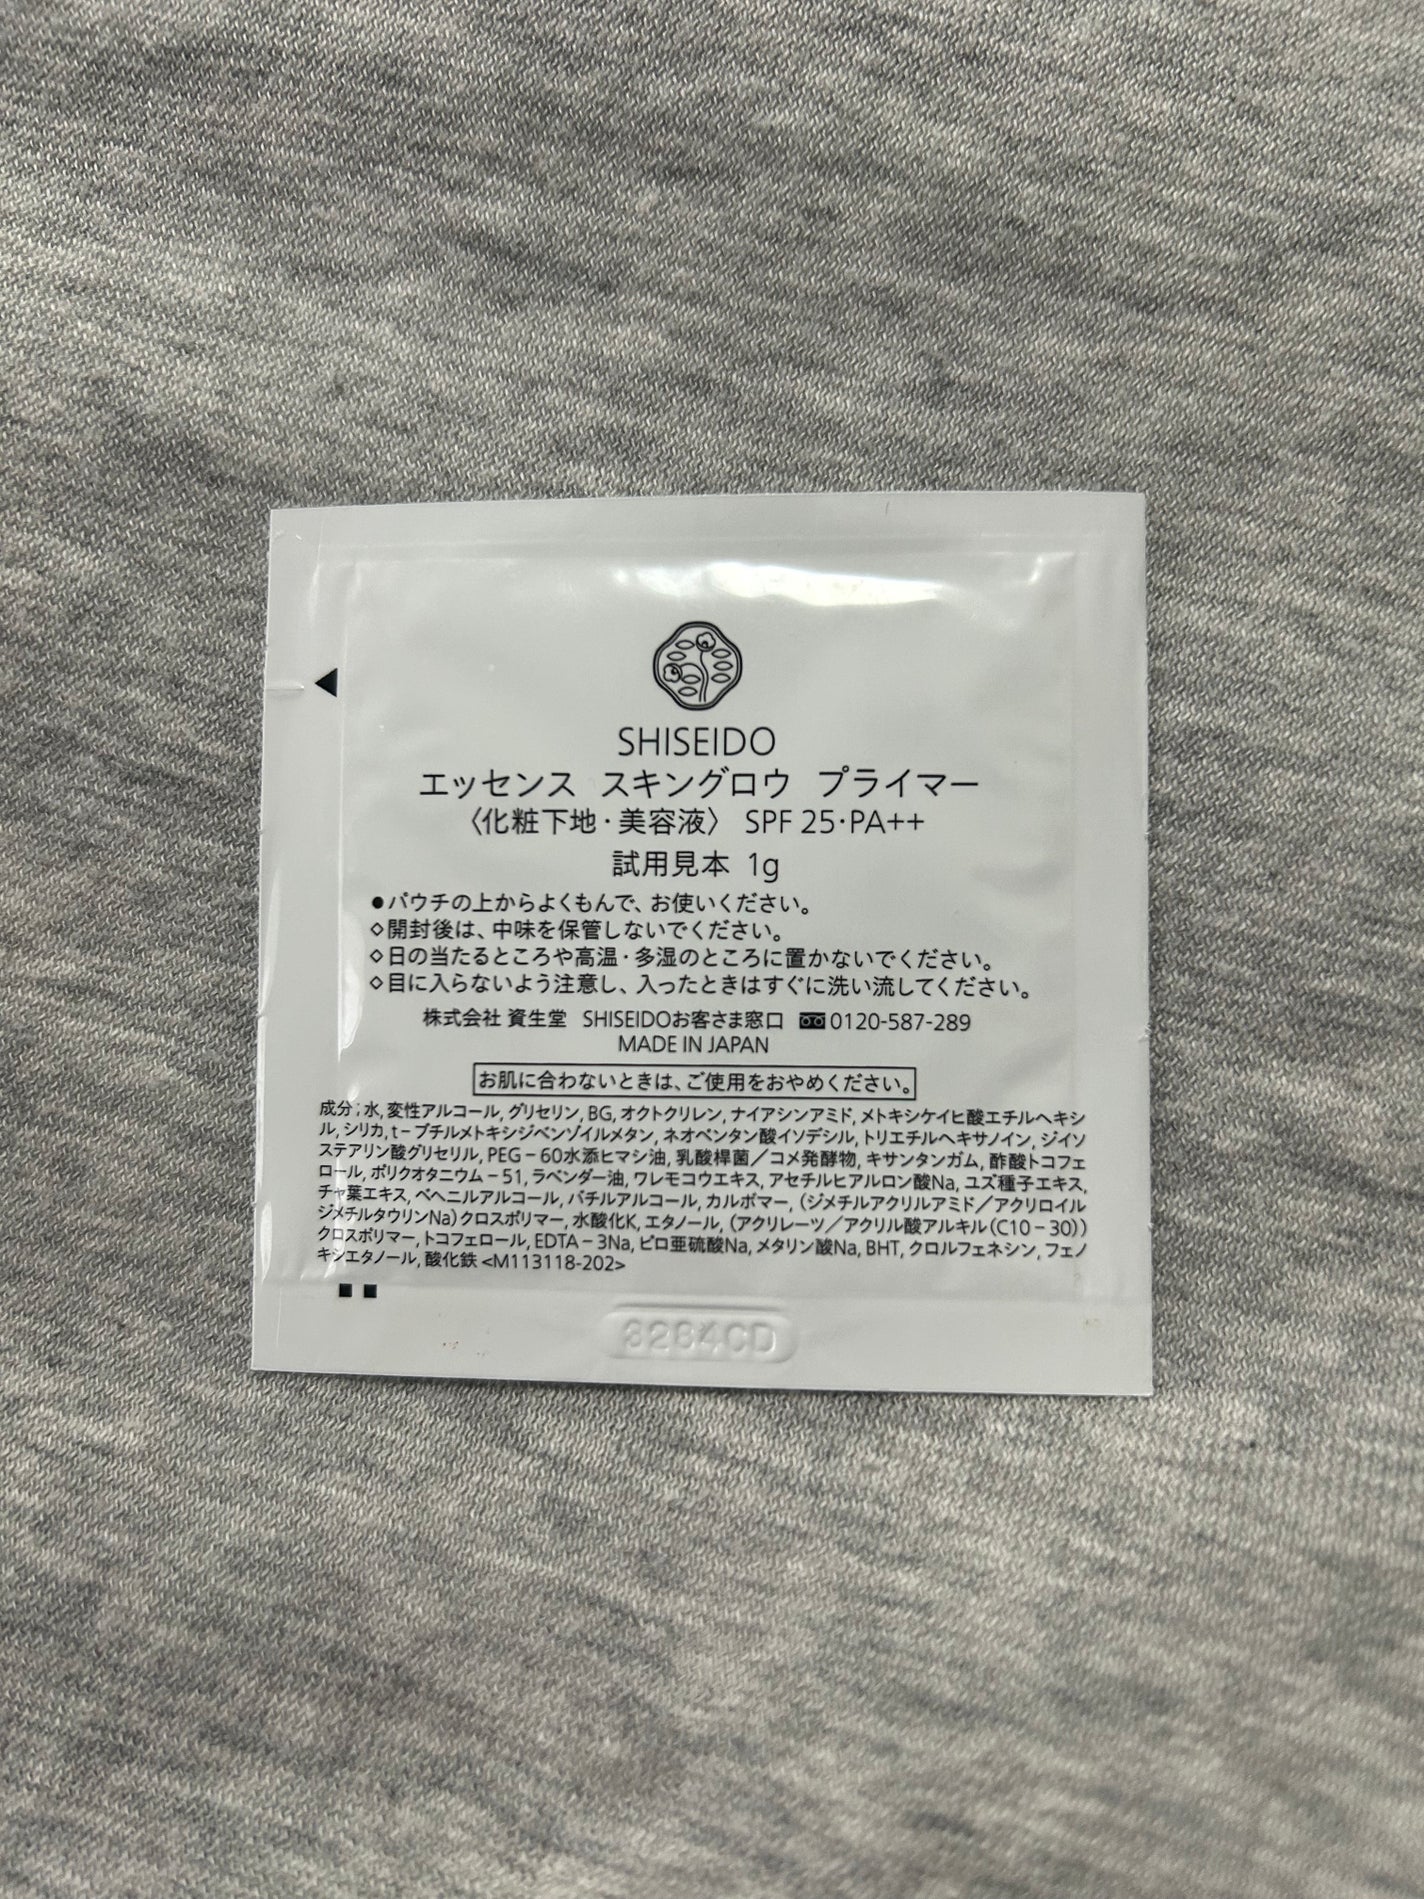 SHISEIDO
エッセンス スキングロウ プライマー
〈化粧下地・美容液〉 SPF 25・PA++
試用見本 1g
●パウチの上からよくもんで、お使いください。
◇開封後は、中味を保管しないでください。
◇日の当たるところや高温・多湿のところに置かないでください。
◇目に入らないよう注意し、入ったときはすぐに洗い流してください。
株式会社 資生堂 SHISEIDOお客さま窓口 0120-587-289
MADE IN JAPAN
お肌に合わないときは、ご使用をおやめください。
成分;水,変性アルコール,グリセリン,BG,オクトクリレン,ナイアシンアミド,メトキシケイヒ酸エチルヘキシ
ル,シリカ,t-ブチルメトキシジベンゾイルメタン,ネオペンタン酸イソデシル,トリエチルヘキサノイン,ジイソ
ステアリン酸グリセリル,PEG-60水添ヒマシ油,乳酸桿菌/コメ発酵物,キサンタンガム,酢酸トコフェ
ロール,ポリクオタニウム-51,ラベンダー油,ワレモコウエキス,アセチルヒアルロン酸Na,ユズ種子エキス,
チャ葉エキス,ベヘニルアルコール,バチルアルコール,カルボマー,(ジメチルアクリルアミド/アクリロイル
ジメチルタウリンNa)クロスポリマー,水酸化K,エタノール,(アクリレーツ/アクリル酸アルキル(C10-30))
クロスポリマー,トコフェロール,EDTA-3Na,ピロ亜硫酸Na,メタリン酸Na,BHT,クロルフェネシン,フェノ
キシエタノール,酸化鉄<M113118-202>
3284CD